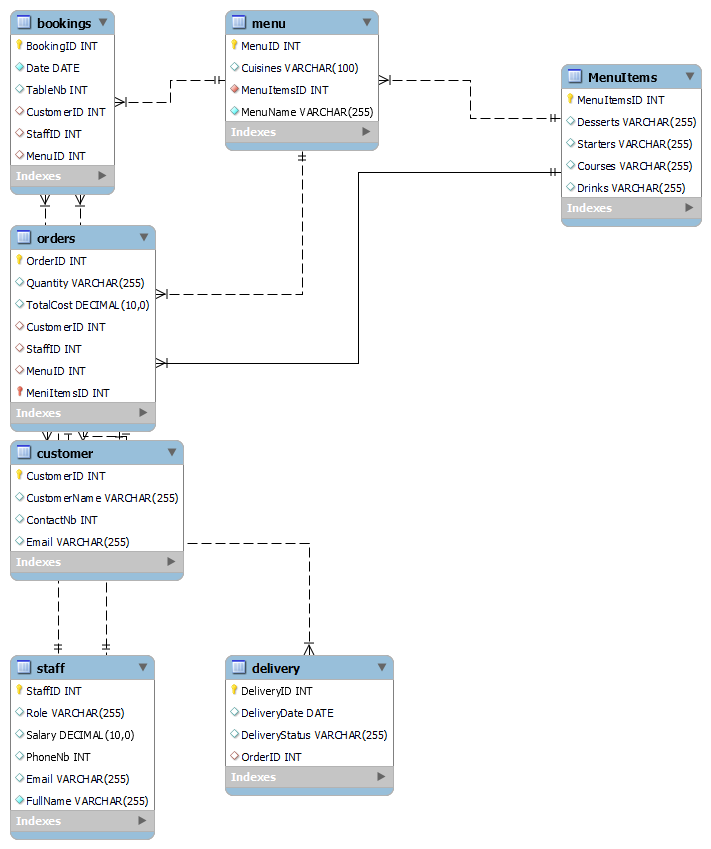 bookings
BookingID INT
Date DATE
TableNb INT
CustomerID INT
StaffID INT
MenuID INT
Indexes
menu
MenuID INT
Cuisines VARCHAR(100)
MenuItemsID INT
MenuName VARCHAR(255)
Indexes
MenuItems
MenuItemsID INT
Desserts VARCHAR(255)
Starters VARCHAR(255)
Courses VARCHAR(255)
Drinks VARCHAR(255)
Indexes
orders
OrderID INT
Quantity VARCHAR(255)
TotalCost DECIMAL(10,0)
CustomerID INT
StaffID INT
MenuID INT
MeniItemsID INT
Indexes
customer
CustomerID INT
CustomerName VARCHAR(255)
ContactNb INT
Email VARCHAR(255)
Indexes
staff
StaffID INT
Role VARCHAR(255)
Salary DECIMAL(10,0)
PhoneNb INT
Email VARCHAR(255)
FullName VARCHAR(255)
Indexes
delivery
DeliveryID INT
DeliveryDate DATE
DeliveryStatus VARCHAR(255)
OrderID INT
Indexes